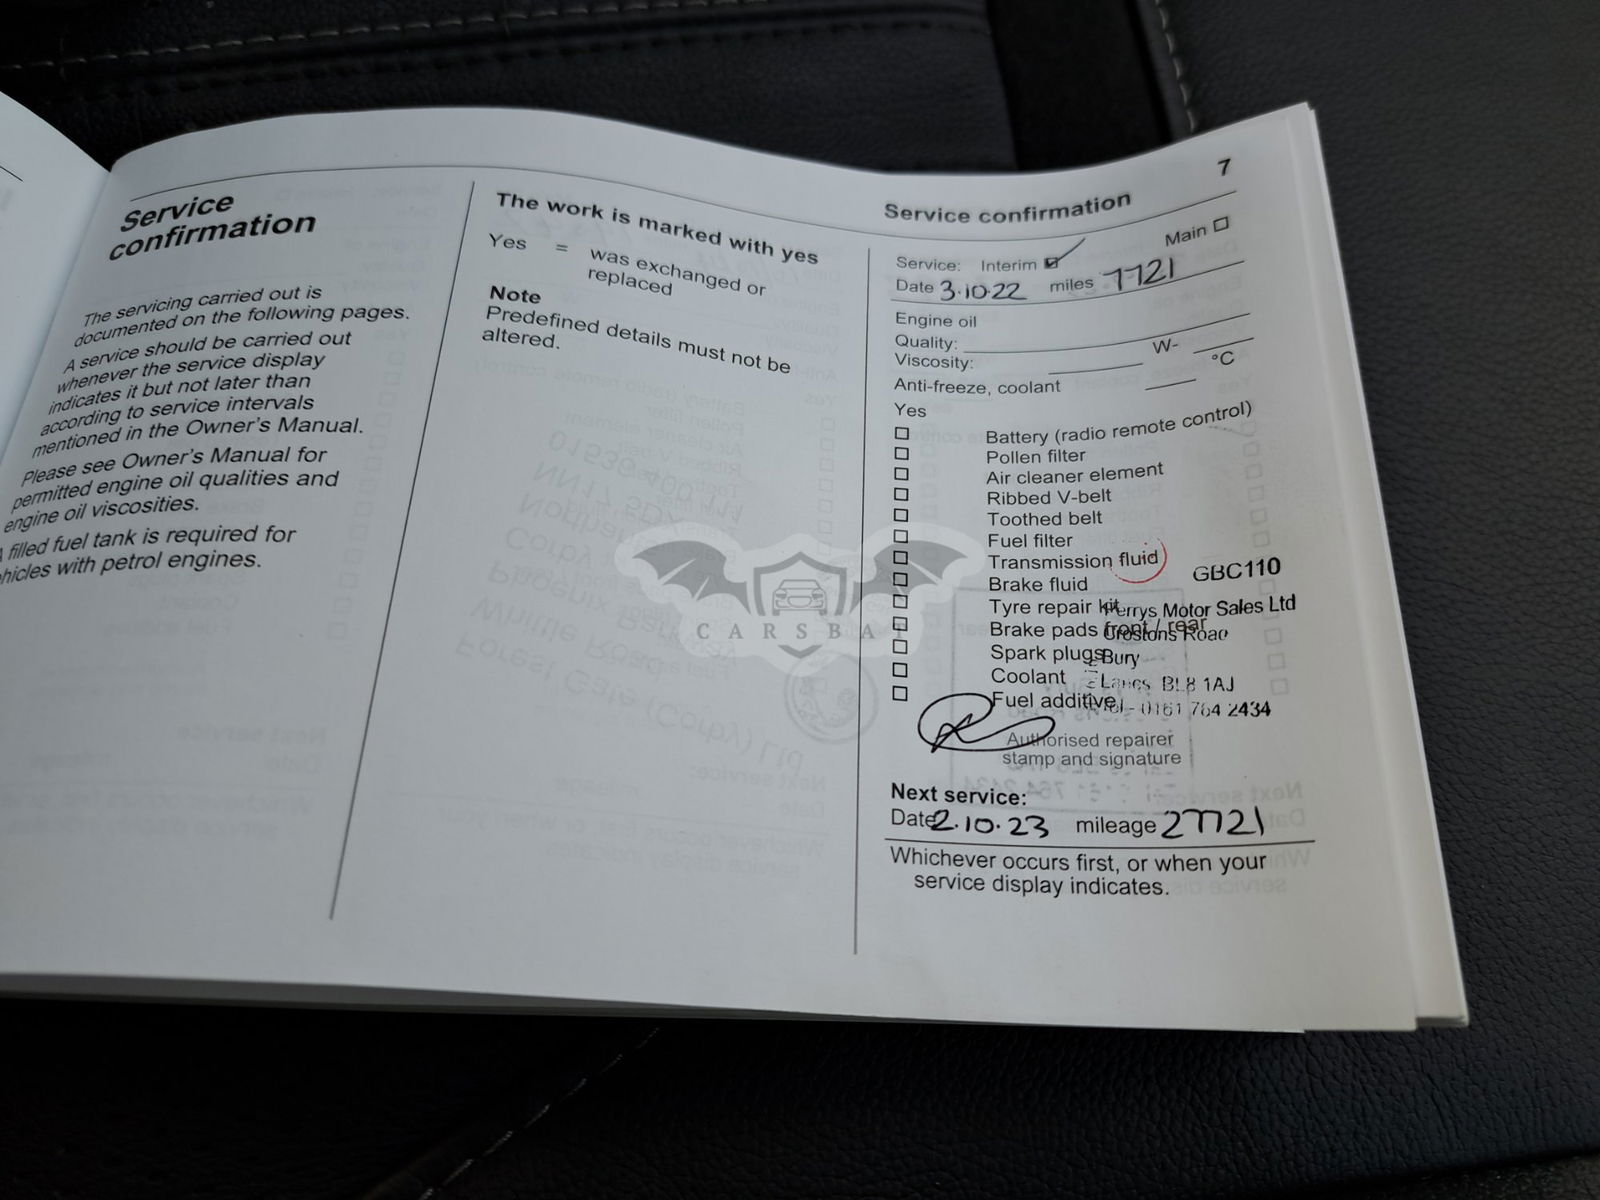 Service
confirmation
The servicing carried out is
documented on the following pages.
A service should be carried out
whenever the service display
indicates it but not later than
according to service intervals
mentioned in the Owner's Manual.
Please see Owner's Manual for
permitted engine oil qualities and
engine oil viscosities.
filled fuel tank is required for
hicles with petrol engines.
The work is marked with yes
Yes = was exchanged or
replaced
Note
Predefined details must not be
altered.
CARSBAT
7
Service confirmation
Service: Interim Main
Date 3.10.22 miles 7721
Engine oil
Quality:
Viscosity: W-
Anti-freeze, coolant °C
Yes
Battery (radio remote control)
Pollen filter
Air cleaner element
Ribbed V-belt
Toothed belt
Fuel filter
Transmission fluid
Brake fluid
Tyre repair kit
Brake pads front / rear
Spark plugs
Coolant
Fuel additive
GBC110
Perrys Motor Sales Ltd
Crostons Road
Bury
Lancs BL8 1AJ
Tel - 0161 764 2434
Authorised repairer
stamp and signature
Next service:
Date 2.10.23 mileage 27721
Whichever occurs first, or when your
service display indicates.